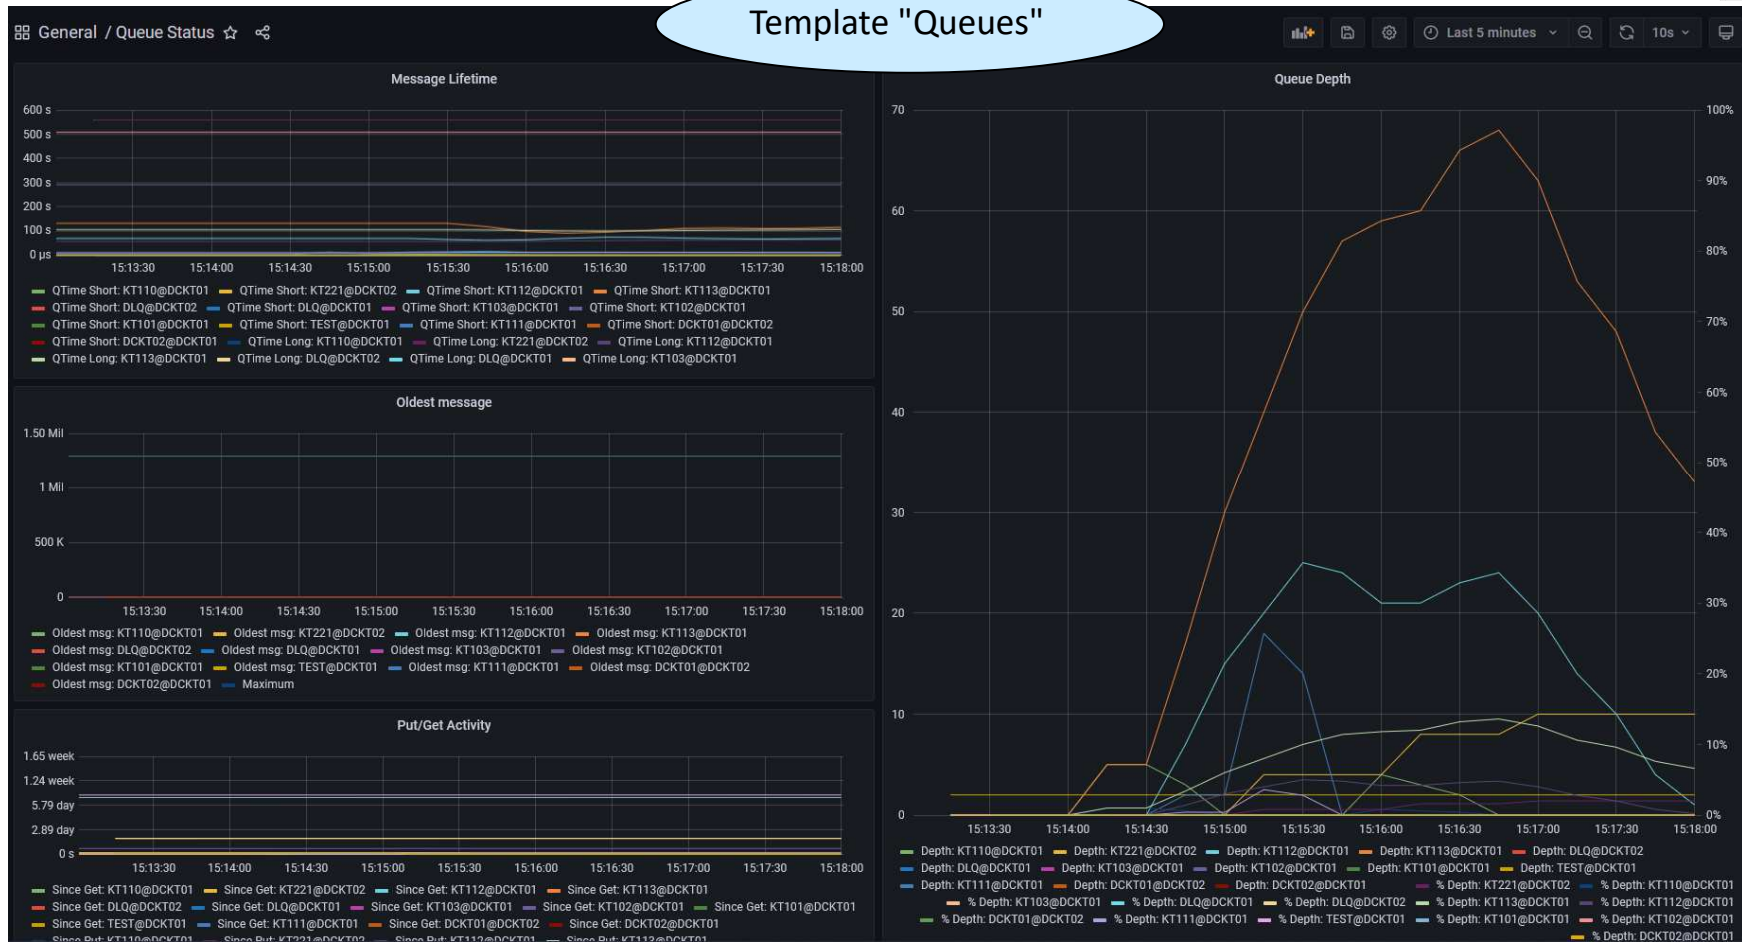 Template "Queues"
General / Queue Status
Last 5 minutes
10s
Message Lifetime
600 s
500 s
400 s
300 s
200 s
100 s
0 µs
15:13:30 15:14:00 15:14:30 15:15:00 15:15:30 15:16:00 15:16:30 15:17:00 15:17:30 15:18:00
QTime Short: KT110@DCKT01 QTime Short: KT221@DCKT02 QTime Short: KT112@DCKT01 QTime Short: KT113@DCKT01
QTime Short: DLQ@DCKT02 QTime Short: DLQ@DCKT01 QTime Short: KT103@DCKT01 QTime Short: KT102@DCKT01
QTime Short: KT101@DCKT01 QTime Short: TEST@DCKT01 QTime Short: KT111@DCKT01 QTime Short: DCKT01@DCKT02
QTime Short: DCKT02@DCKT01 QTime Long: KT110@DCKT01 QTime Long: KT221@DCKT02 QTime Long: KT112@DCKT01
QTime Long: KT113@DCKT01 QTime Long: DLQ@DCKT02 QTime Long: DLQ@DCKT01 QTime Long: KT103@DCKT01
Oldest message
1.50 Mil
1 Mil
500 K
0
15:13:30 15:14:00 15:14:30 15:15:00 15:15:30 15:16:00 15:16:30 15:17:00 15:17:30 15:18:00
Oldest msg: KT110@DCKT01 Oldest msg: KT221@DCKT02 Oldest msg: KT112@DCKT01 Oldest msg: KT113@DCKT01
Oldest msg: DLQ@DCKT02 Oldest msg: DLQ@DCKT01 Oldest msg: KT103@DCKT01 Oldest msg: KT102@DCKT01
Oldest msg: KT101@DCKT01 Oldest msg: TEST@DCKT01 Oldest msg: KT111@DCKT01 Oldest msg: DCKT01@DCKT02
Oldest msg: DCKT02@DCKT01 Maximum
Put/Get Activity
1.65 week
1.24 week
5.79 day
2.89 day
0 s
15:13:30 15:14:00 15:14:30 15:15:00 15:15:30 15:16:00 15:16:30 15:17:00 15:17:30 15:18:00
Since Get: KT110@DCKT01 Since Get: KT221@DCKT02 Since Get: KT112@DCKT01 Since Get: KT113@DCKT01
Since Get: DLQ@DCKT02 Since Get: DLQ@DCKT01 Since Get: KT103@DCKT01 Since Get: KT102@DCKT01 Since Get: KT101@DCKT01
Since Get: TEST@DCKT01 Since Get: KT111@DCKT01 Since Get: DCKT01@DCKT02 Since Get: DCKT02@DCKT01
Since Put: KT110@DCKT01 Since Put: KT221@DCKT02 Since Put: KT112@DCKT01 Since Put: KT113@DCKT01
Queue Depth
70 100%
90%
60
80%
50
70%
60%
40
50%
30
40%
30%
20
20%
10
10%
0 0%
15:13:30 15:14:00 15:14:30 15:15:00 15:15:30 15:16:00 15:16:30 15:17:00 15:17:30 15:18:00
Depth: KT110@DCKT01 Depth: KT221@DCKT02 Depth: KT112@DCKT01 Depth: KT113@DCKT01 Depth: DLQ@DCKT02
Depth: DLQ@DCKT01 Depth: KT103@DCKT01 Depth: KT102@DCKT01 Depth: KT101@DCKT01 Depth: TEST@DCKT01
Depth: KT111@DCKT01 Depth: DCKT01@DCKT02 Depth: DCKT02@DCKT01 % Depth: KT221@DCKT02 % Depth: KT110@DCKT01
% Depth: KT103@DCKT01 % Depth: DLQ@DCKT01 % Depth: DLQ@DCKT02 % Depth: KT113@DCKT01 % Depth: KT112@DCKT01
% Depth: DCKT01@DCKT02 % Depth: KT111@DCKT01 % Depth: TEST@DCKT01 % Depth: KT101@DCKT01 % Depth: KT102@DCKT01
% Depth: DCKT02@DCKT01